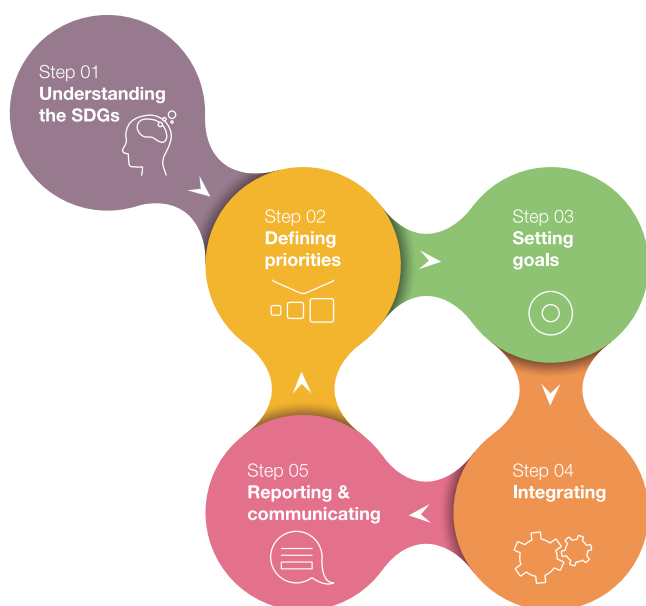 Step 01
Understanding
the SDGs
Step 02
Defining
priorities
Step 03
Setting
goals
Step 04
Integrating
Step 05
Reporting &
communicating